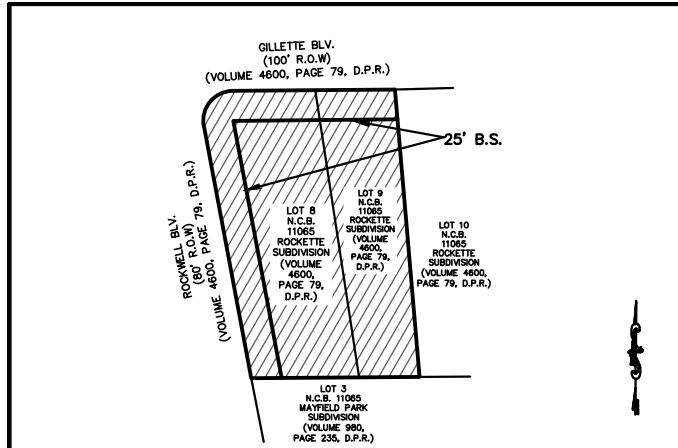 GILLETTE BLV.
(100' R.O.W)
(VOLUME 4600, PAGE 79, D.P.R.)
25' B.S.
ROCKWELL BLV.
(80' R.O.W)
(VOLUME 4600, PAGE 79, D.P.R.)
LOT 8
N.C.B.
11065
ROCKETTE
SUBDIVISION
(VOLUME
4600,
PAGE 79,
D.P.R.)
LOT 9
N.C.B.
11065
ROCKETTE
SUBDIVISION
(VOLUME
4600,
PAGE 79,
D.P.R.)
LOT 10
N.C.B.
11065
ROCKETTE
SUBDIVISION
(VOLUME 4600,
PAGE 79, D.P.R.)
LOT 3
N.C.B. 11065
MAYFIELD PARK
SUBDIVISION
(VOLUME 980,
PAGE 235, D.P.R.)